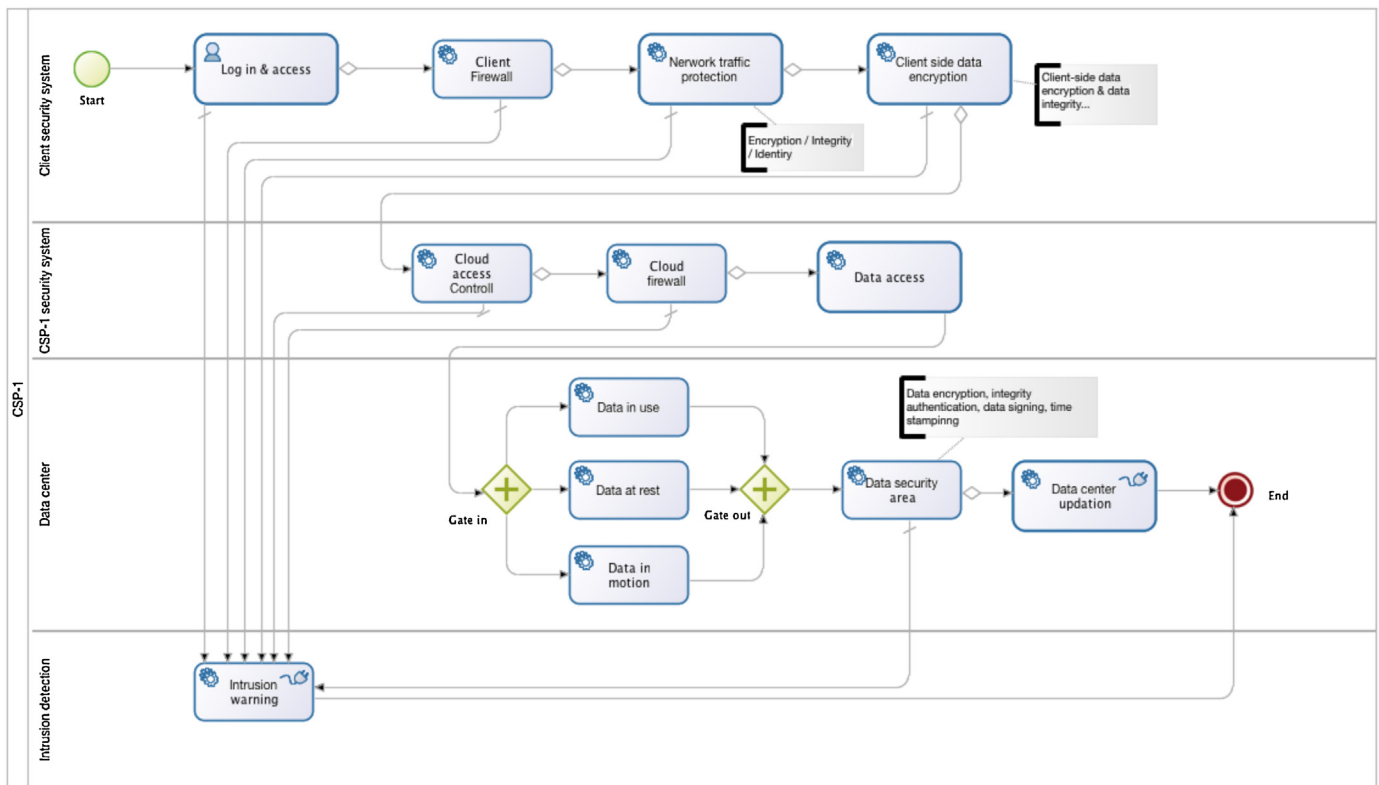 CSP-1
Client security system
Start
Log in & access
Client
Firewall
Nerwork traffic
protection
Client side data
encryption
Client-side data
encryption & data
integrity...
Encryption / Integrity
/ Identiry
CSP-1 security system
Cloud
access
Controll
Cloud
firewall
Data access
Data center
Gate in
Data in use
Data at rest
Data in
motion
Gate out
Data encryption, integrity
authentication, data signing, time
stampinng
Data security
area
Data center
updation
End
Intrusion detection
Intrusion
warning